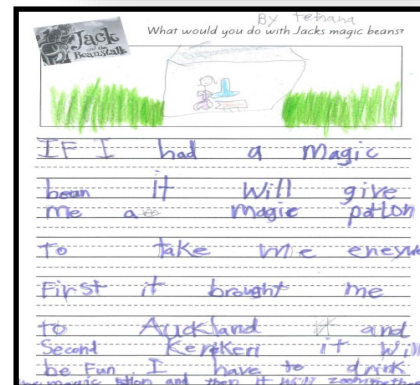 By Tehana
Jack and the Beanstalk
What would you do with Jacks magic beans?
IF I had a magic
bean it will give
me a magic potion
To take me
First it brought me
to Auckland and
Second Kerikeri it will
be Fun I have to drink
magic potion and then it will